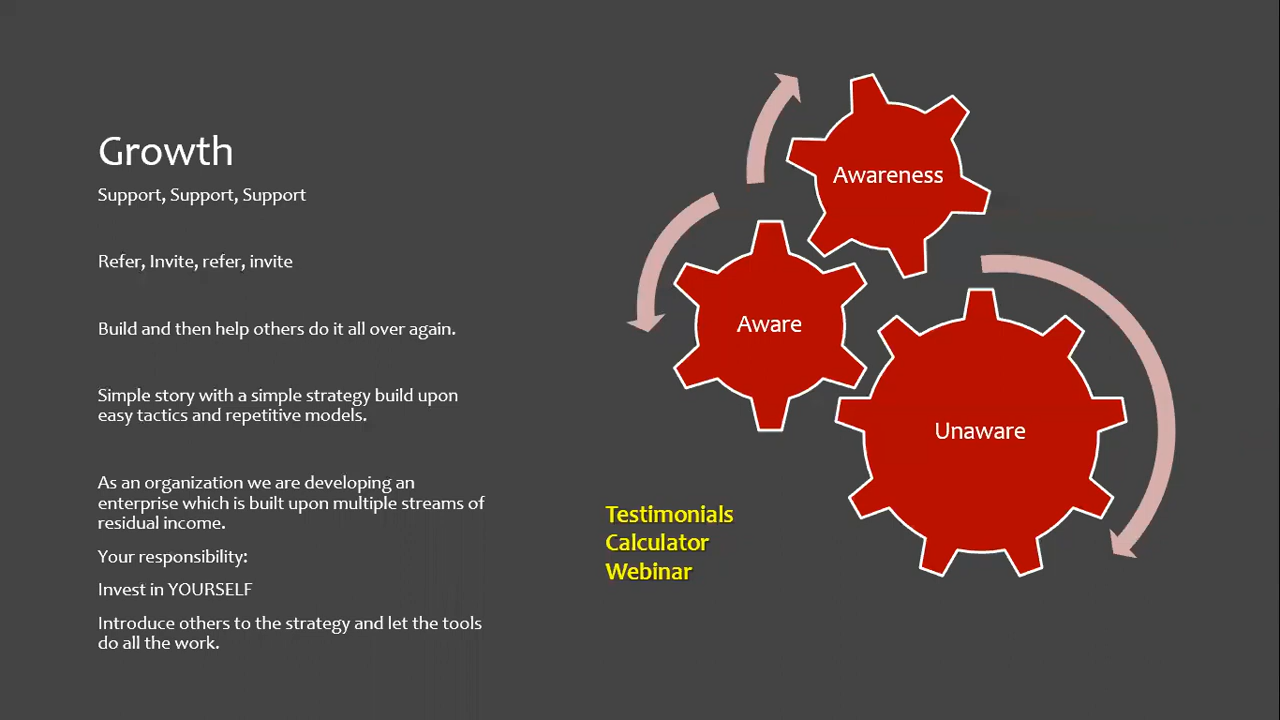 Growth
Support, Support, Support
Refer, Invite, refer, invite
Build and then help others do it all over again.
Simple story with a simple strategy build upon
easy tactics and repetitive models.
As an organization we are developing an
enterprise which is built upon multiple streams of
residual income.
Your responsibility:
Invest in YOURSELF
Introduce others to the strategy and let the tools
do all the work.
Awareness
Aware
Unaware
Testimonials
Calculator
Webinar